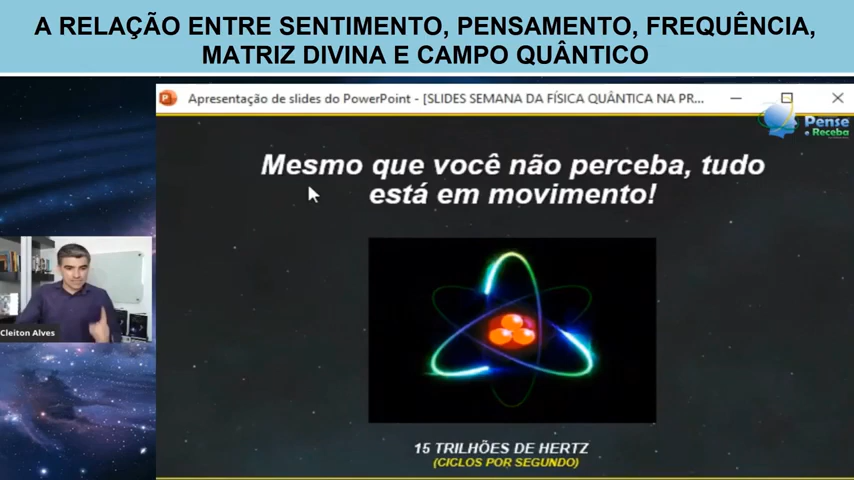 A RELAÇÃO ENTRE SENTIMENTO, PENSAMENTO, FREQUÊNCIA,
MATRIZ DIVINA E CAMPO QUÂNTICO
Apresentação de slides do PowerPoint - [SLIDES SEMANA DA FÍSICA QUÂNTICA NA PR...
Pense
e Receba
Mesmo que você não perceba, tudo
está em movimento!
Cleiton Alves
15 TRILHÕES DE HERTZ
(CICLOS POR SEGUNDO)